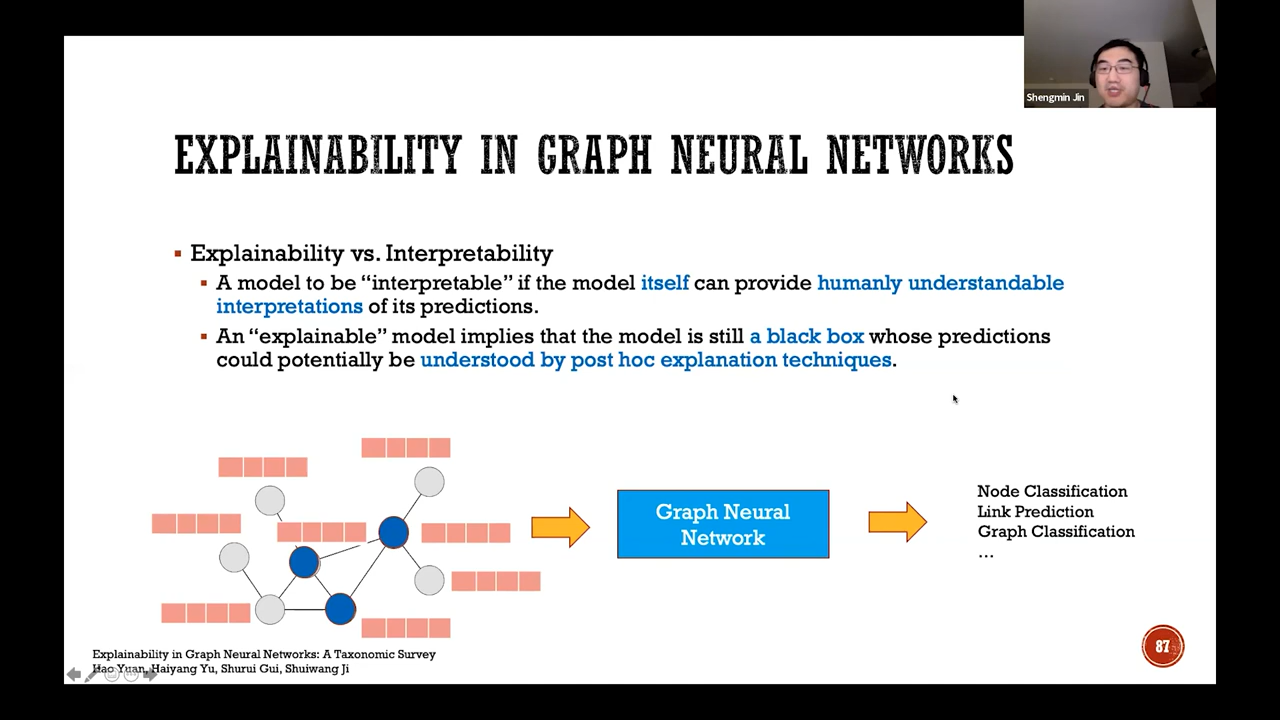 Shengmin Jin
EXPLAINABILITY IN GRAPH NEURAL NETWORKS
Explainability vs. Interpretability
A model to be “interpretable” if the model itself can provide humanly understandable
interpretations of its predictions.
An “explainable” model implies that the model is still a black box whose predictions
could potentially be understood by post hoc explanation techniques.
Graph Neural
Network
Node Classification
Link Prediction
Graph Classification
...
Explainability in Graph Neural Networks: A Taxonomic Survey
Hao Yuan, Haiyang Yu, Shurui Gui, Shuiwang Ji
87